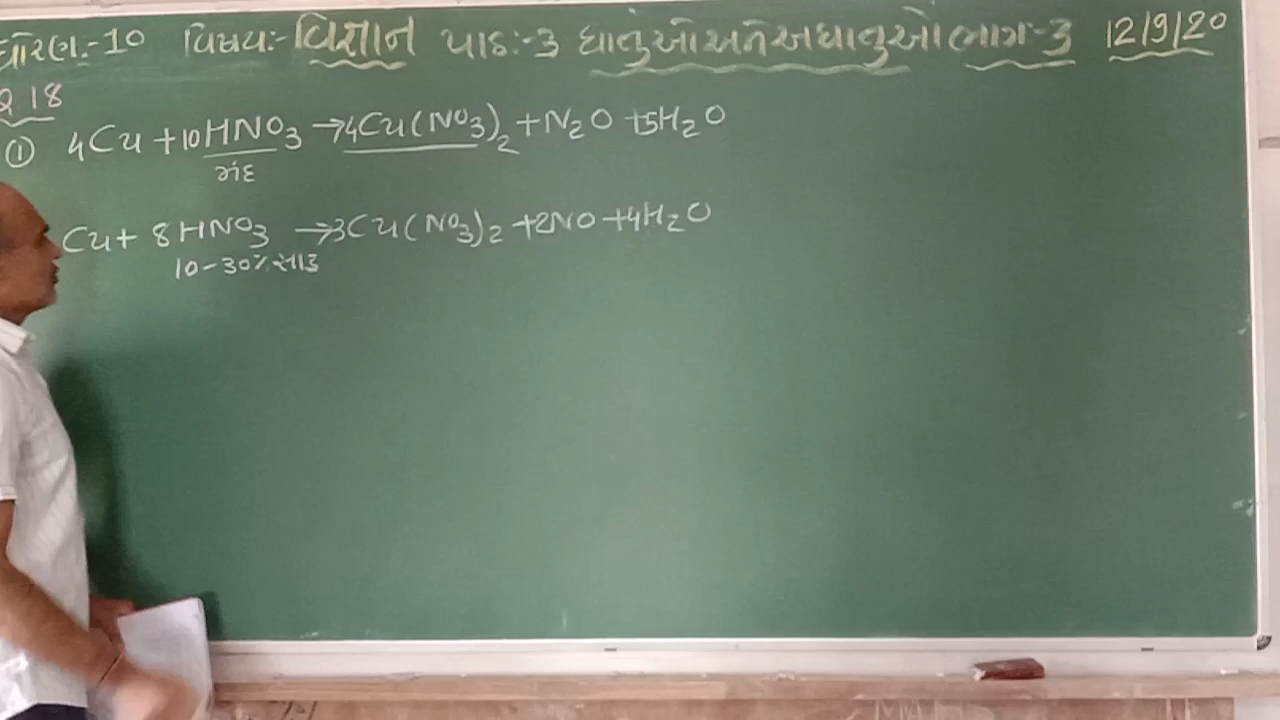 ધોરણ:-10 વિષય:- વિજ્ઞાન પાઠ:-3 ધાતુઓ અને અધાતુઓ ભાગ-3 12/9/20
18
① 4Cu + 10HNO3 → 4Cu(NO3)2 + N2O + 5H2O
મંદ
Cu + 8HNO3 → 3Cu(NO3)2 + 2NO + 4H2O
10-30% સાંદ્ર